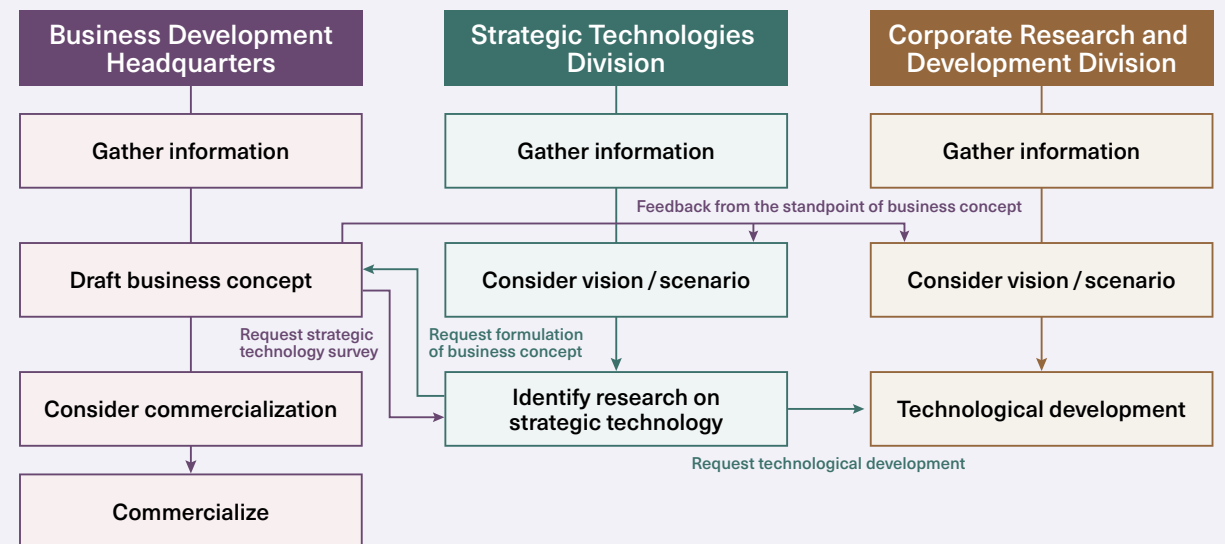 Business Development
Headquarters
Strategic Technologies
Division
Corporate Research and
Development Division
Gather information
Gather information
Gather information
Feedback from the standpoint of business concept
Draft business concept
Consider vision / scenario
Consider vision / scenario
Request strategic
technology survey
Request formulation
of business concept
Consider commercialization
Identify research on
strategic technology
Technological development
Request technological development
Commercialize